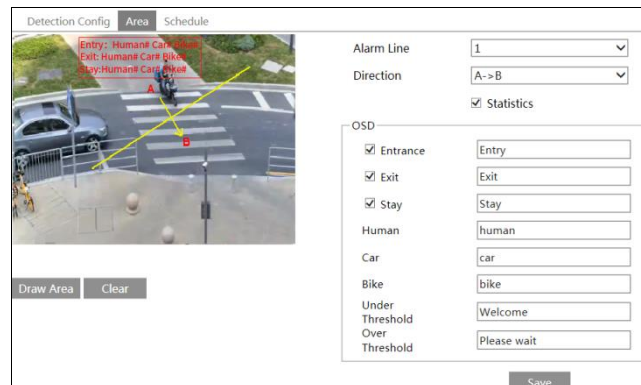 Detection Config Area Schedule
Entry: Human# Car# Bike#
Exit: Human# Car# Bike#
Stay:Human# Car# Bike#
A
B
Draw Area Clear
Alarm Line 1
Direction A->B
Statistics
OSD
Entrance Entry
Exit Exit
Stay Stay
Human human
Car car
Bike bike
Under Threshold Welcome
Over Threshold Please wait
Save